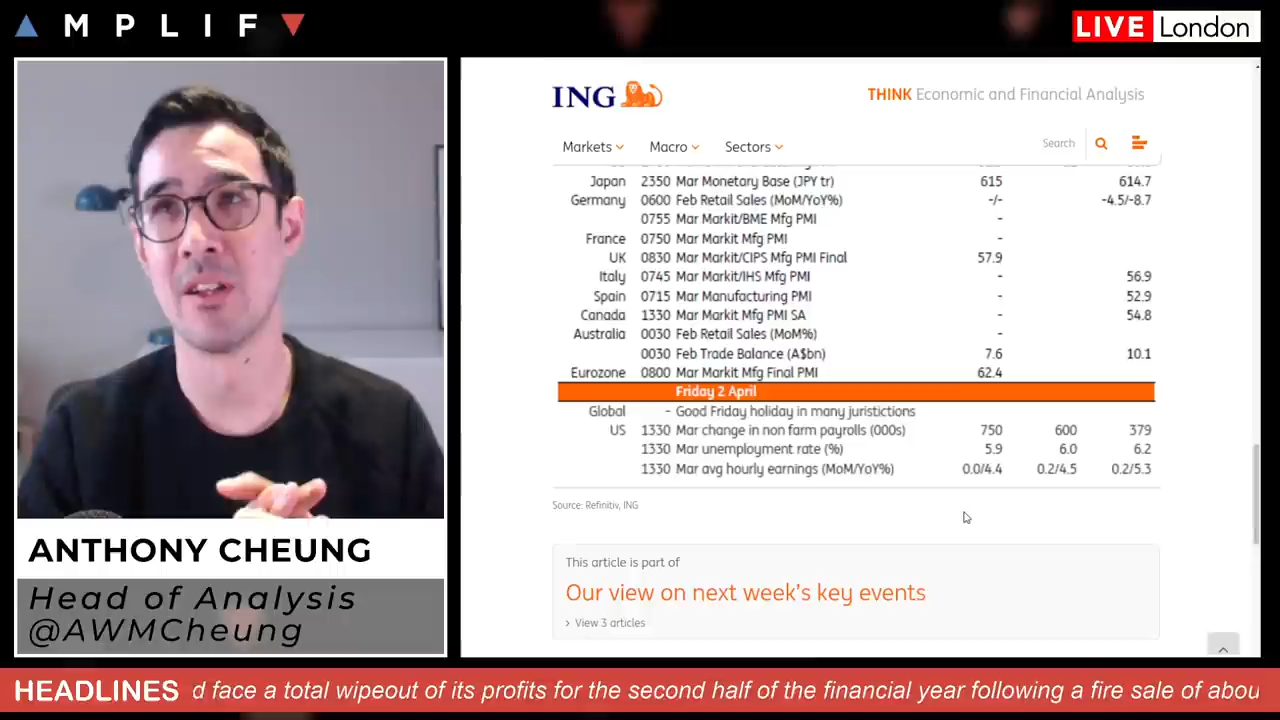 MPLIF
LIVE London
ING
THINK Economic and Financial Analysis
Markets Macro Sectors
Search
Japan 2350 Mar Monetary Base (JPY tr) 615 614.7
Germany 0600 Feb Retail Sales (MoM/YoY%) -/- -4.5/-8.7
0755 Mar Markit/BME Mfg PMI -
France 0750 Mar Markit Mfg PMI -
UK 0830 Mar Markit/CIPS Mfg PMI Final 57.9
Italy 0745 Mar Markit/IHS Mfg PMI - 56.9
Spain 0715 Mar Manufacturing PMI - 52.9
Canada 1330 Mar Markit Mfg PMI SA - 54.8
Australia 0030 Feb Retail Sales (MoM%) -
0030 Feb Trade Balance (A$bn) 7.6 10.1
Eurozone 0800 Mar Markit Mfg Final PMI 62.4
Friday 2 April
Global - Good Friday holiday in many juristictions
US 1330 Mar change in non farm payrolls (000s) 750 600 379
1330 Mar unemployment rate (%) 5.9 6.0 6.2
1330 Mar avg hourly earnings (MoM/YoY%) 0.0/4.4 0.2/4.5 0.2/5.3
Source: Refinitiv, ING
This article is part of
Our view on next week's key events
> View 3 articles
ANTHONY CHEUNG
Head of Analysis
@AWMCheung
HEADLINES d face a total wipeout of its profits for the second half of the financial year following a fire sale of abou